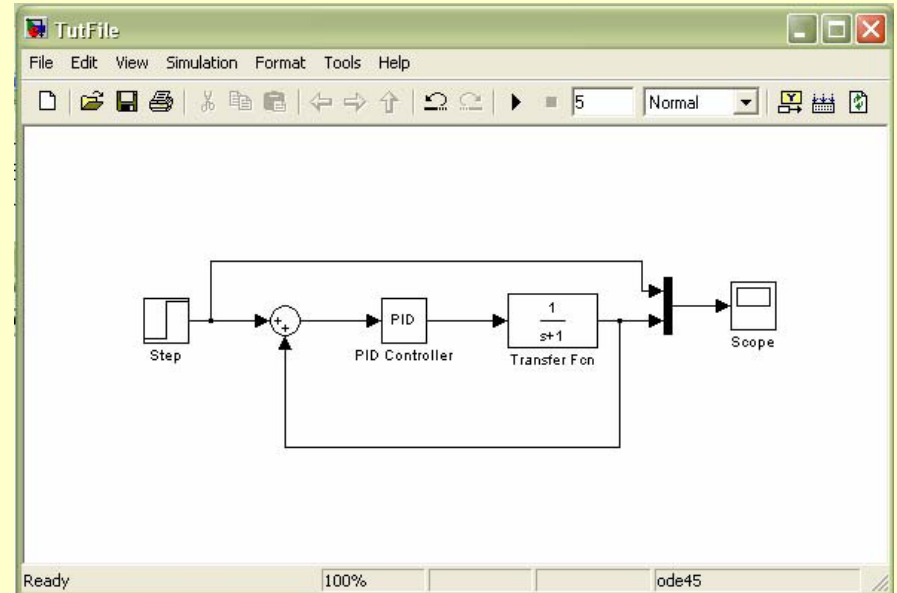 TutFile
File Edit View Simulation Format Tools Help
5 Normal
1
PID
s+1
Step
PID Controller
Transfer Fcn
Scope
+
+
Ready 100% ode45